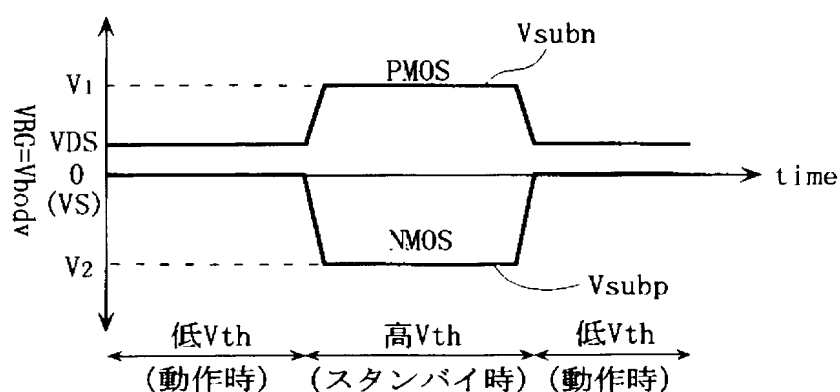 Vsubn
PMOS
V1
VBG=Vbody
VDS
0
time
(VS)
NMOS
V2
Vsubp
低Vth 高Vth 低Vth
(動作時) (スタンバイ時) (動作時)